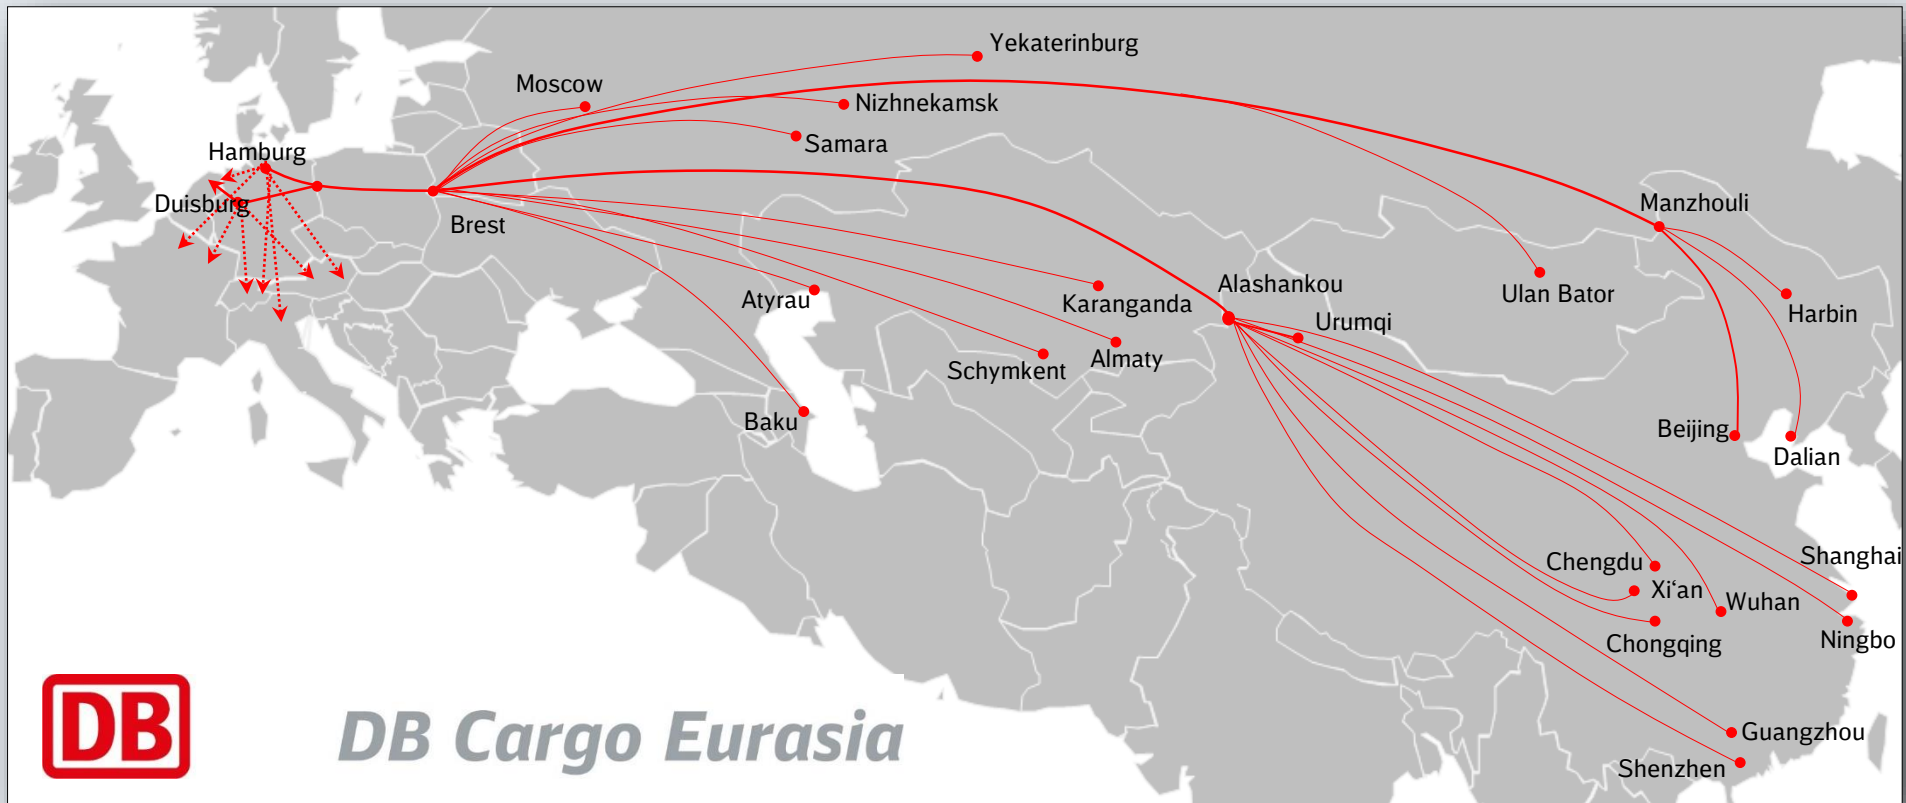 Yekaterinburg
Moscow
Nizhnekamsk
Samara
Hamburg
Duisburg
Brest
Manzhouli
Alashankou
Ulan Bator
Atyrau
Karanganda
Urumqi
Harbin
Schymkent
Almaty
Baku
Beijing
Dalian
Chengdu
Shanghai
Xi‘an
Wuhan
Chongqing
Ningbo
Guangzhou
Shenzhen
DB
DB Cargo Eurasia